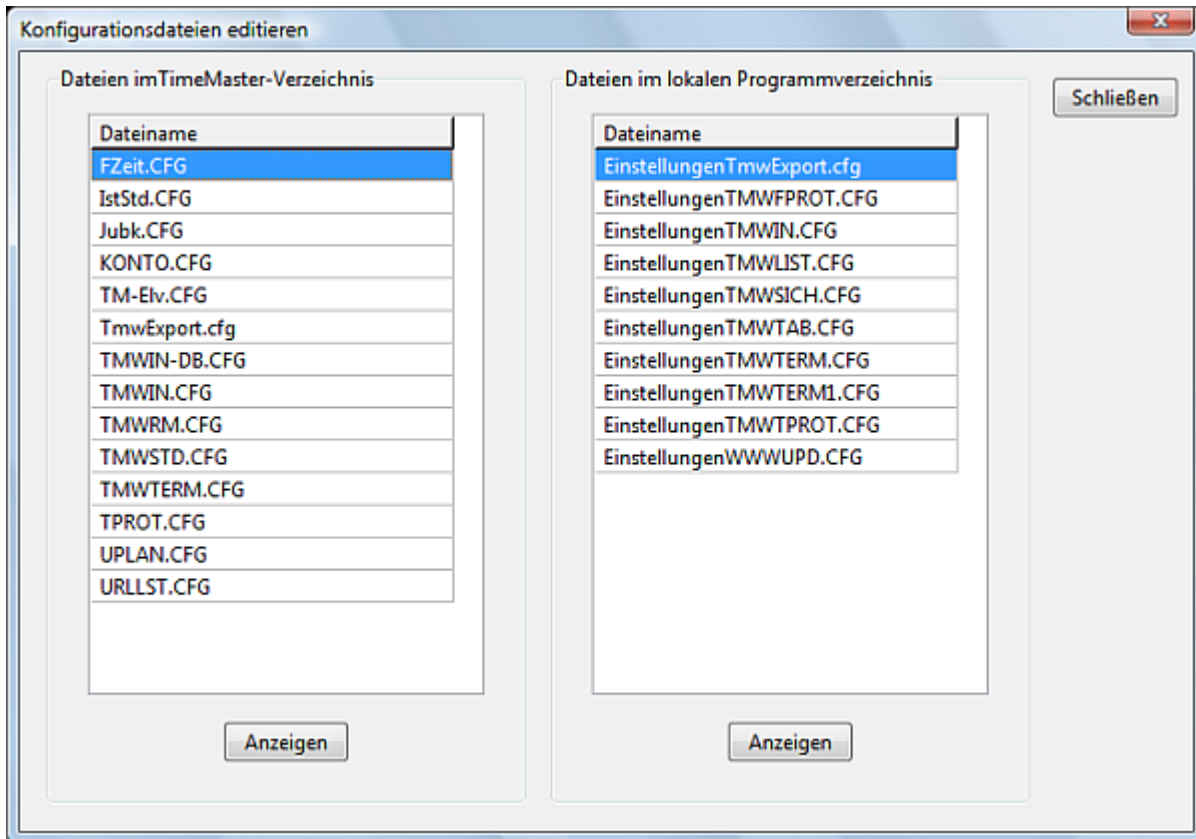 Konfigurationsdateien editieren
Dateien imTimeMaster-Verzeichnis
Dateiname
FZeit.CFG
IstStd.CFG
Jubk.CFG
KONTO.CFG
TM-Elv.CFG
TmwExport.cfg
TMWIN-DB.CFG
TMWIN.CFG
TMWRM.CFG
TMWSTD.CFG
TMWTERM.CFG
TPROT.CFG
UPLAN.CFG
URLLST.CFG
Anzeigen
Dateien im lokalen Programmverzeichnis
Dateiname
EinstellungenTmwExport.cfg
EinstellungenTMWFPROT.CFG
EinstellungenTMWIN.CFG
EinstellungenTMWLIST.CFG
EinstellungenTMWSICH.CFG
EinstellungenTMWTAB.CFG
EinstellungenTMWTERM.CFG
EinstellungenTMWTERM1.CFG
EinstellungenTMWTPROT.CFG
EinstellungenWWWUPD.CFG
Anzeigen
Schließen